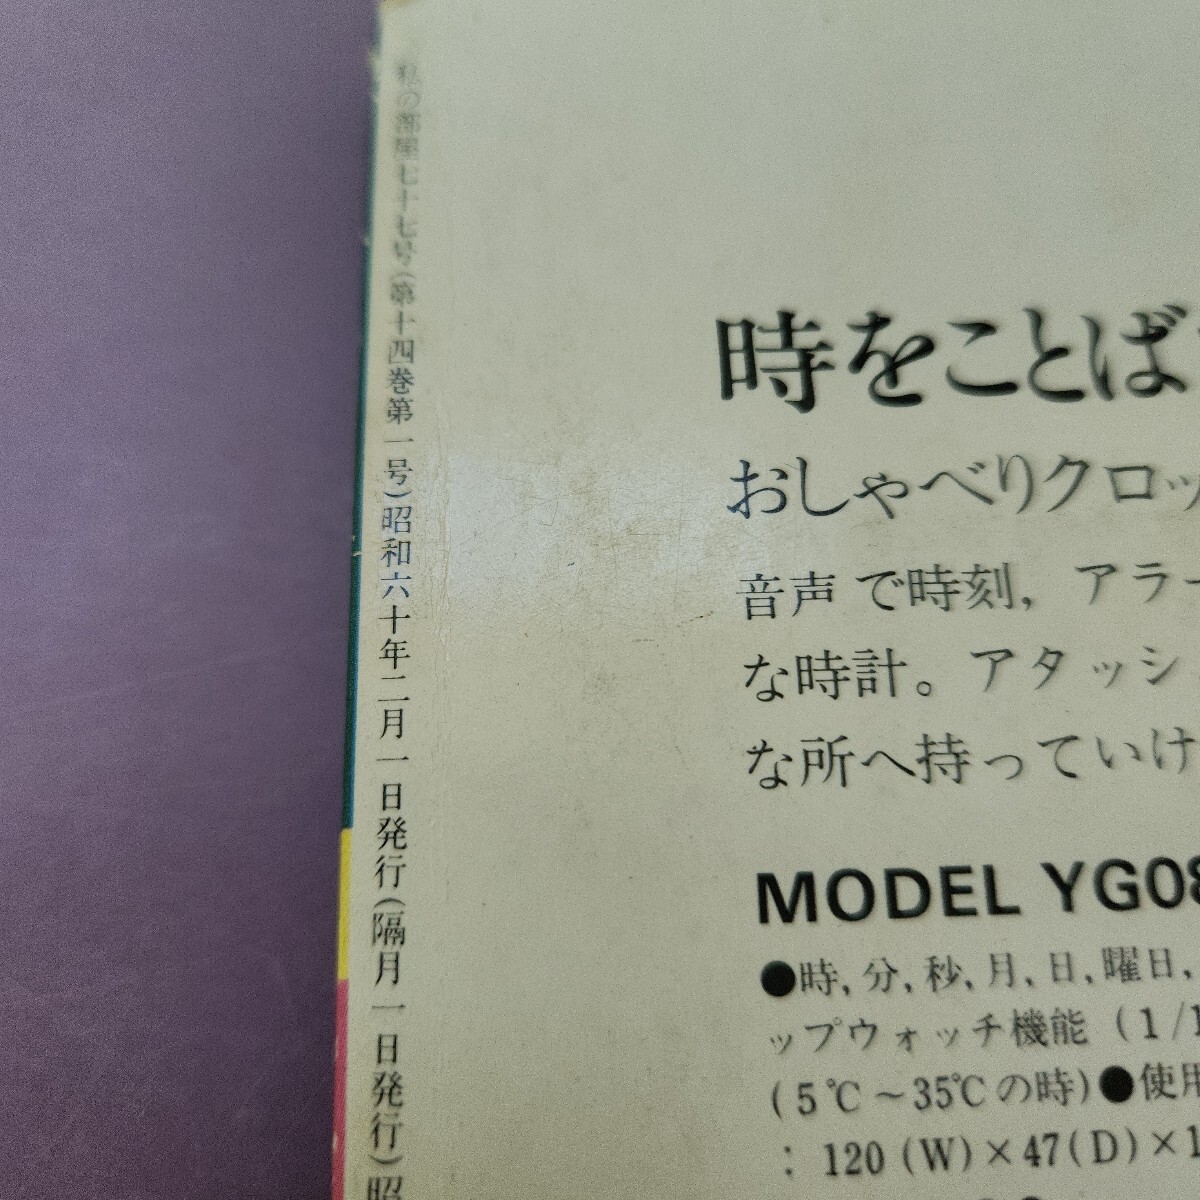 私の部屋七十七号(第十四巻第一号)昭和六十年二月一日発行(隔月一日発行)昭
時をことば
おしゃべりクロッ
音声で時刻，アラー
な時計。アタッシ
な所へ持っていけ
MODEL YG08
●時,分,秒,月,日,曜日,
ップウォッチ機能 (1/1
(5℃～35℃の時)●使用
: 120 (W)×47(D)×1